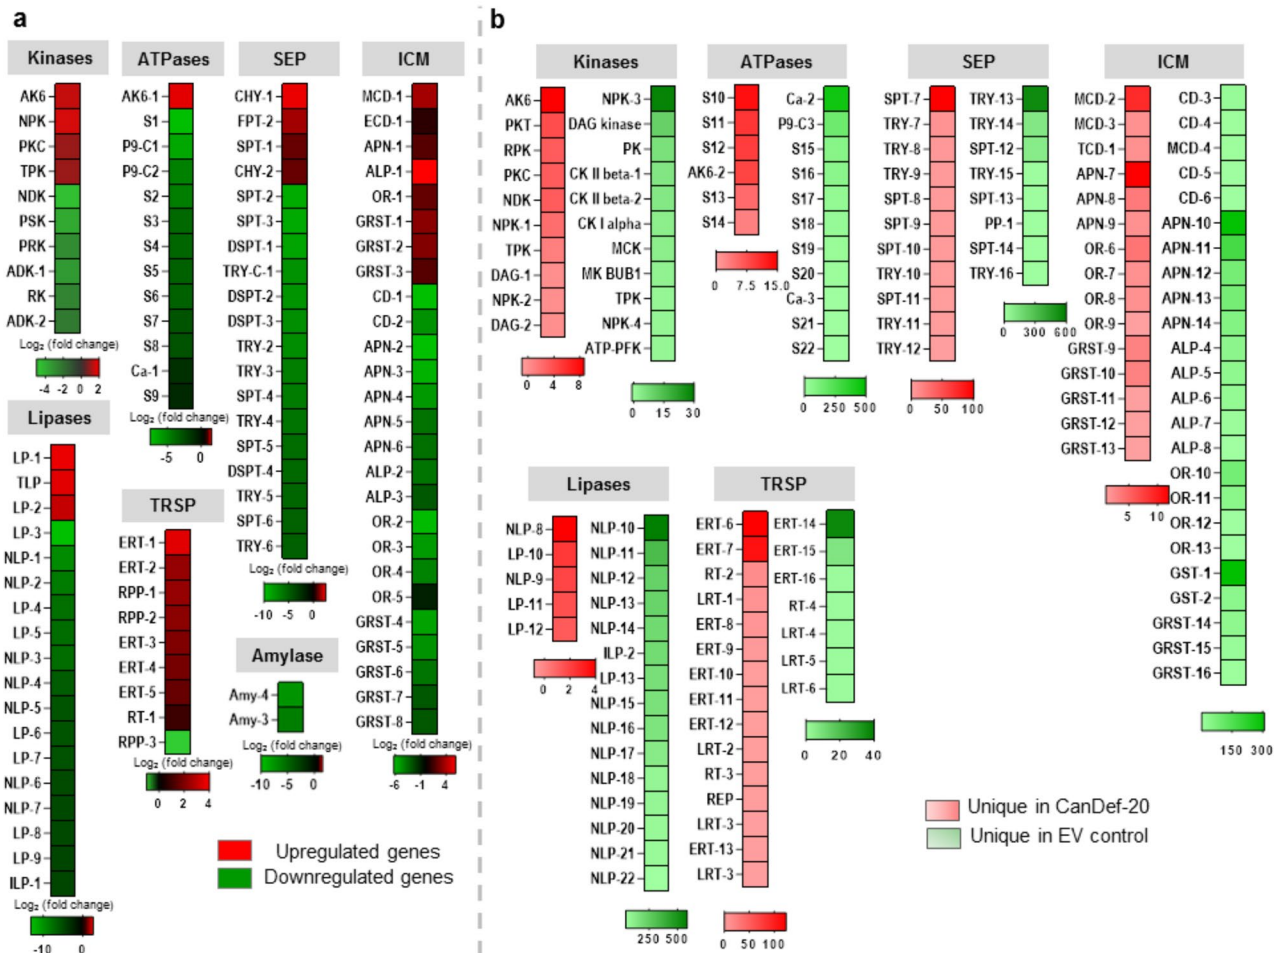 a
Kinases
AK6
NPK
PKC
TPK
NDK
PSK
PRK
ADK-1
RK
ADK-2
Log₂ (fold change)
-4 -2 0 2
ATPases
AK6-1
S1
P9-C1
P9-C2
S2
S3
S4
S5
S6
S7
S8
Ca-1
S9
Log₂ (fold change)
-5 0
SEP
CHY-1
FPT-2
SPT-1
CHY-2
SPT-2
SPT-3
DSPT-1
TRY-C-1
DSPT-2
DSPT-3
TRY-2
TRY-3
SPT-4
TRY-4
SPT-5
DSPT-4
TRY-5
SPT-6
TRY-6
Log₂ (fold change)
-10 -5 0
ICM
MCD-1
ECD-1
APN-1
ALP-1
OR-1
GRST-1
GRST-2
GRST-3
CD-1
CD-2
APN-2
APN-3
APN-4
APN-5
APN-6
ALP-2
ALP-3
OR-2
OR-3
OR-4
OR-5
GRST-4
GRST-5
GRST-6
GRST-7
GRST-8
Log₂ (fold change)
-6 -1 4
Lipases
LP-1
TLP
LP-2
LP-3
NLP-1
NLP-2
LP-4
LP-5
NLP-3
NLP-4
NLP-5
LP-6
LP-7
NLP-6
NLP-7
LP-8
LP-9
ILP-1
Log₂ (fold change)
-10 0
TRSP
ERT-1
ERT-2
RPP-1
RPP-2
ERT-3
ERT-4
ERT-5
RT-1
RPP-3
Log₂ (fold change)
0 2 4
Amylase
Amy-4
Amy-3
Log₂ (fold change)
-10 -5 0
Upregulated genes
Downregulated genes
b
Kinases
AK6
PKT
RPK
PKC
NDK
NPK-1
TPK
DAG-1
NPK-2
DAG-2
0 4 8
NPK-3
DAG kinase
PK
CK II beta-1
CK II beta-2
CK I alpha
MCK
MK BUB1
TPK
NPK-4
ATP-PFK
0 15 30
ATPases
S10
S11
S12
AK6-2
S13
S14
0 7.5 15.0
Ca-2
P9-C3
S15
S16
S17
S18
S19
S20
Ca-3
S21
S22
0 250 500
SEP
SPT-7
TRY-7
TRY-8
TRY-9
SPT-8
SPT-9
SPT-10
TRY-10
SPT-11
TRY-11
TRY-12
0 50 100
TRY-13
TRY-14
SPT-12
TRY-15
SPT-13
PP-1
SPT-14
TRY-16
0 300 600
ICM
MCD-2
MCD-3
TCD-1
APN-7
APN-8
APN-9
OR-6
OR-7
OR-8
OR-9
GRST-9
GRST-10
GRST-11
GRST-12
GRST-13
5 10
CD-3
CD-4
MCD-4
CD-5
CD-6
APN-10
APN-11
APN-12
APN-13
APN-14
ALP-4
ALP-5
ALP-6
ALP-7
ALP-8
OR-10
OR-11
OR-12
OR-13
GST-1
GST-2
GRST-14
GRST-15
GRST-16
150 300
Lipases
NLP-8
LP-10
NLP-9
LP-11
LP-12
0 2 4
NLP-10
NLP-11
NLP-12
NLP-13
NLP-14
ILP-2
LP-13
NLP-15
NLP-16
NLP-17
NLP-18
NLP-19
NLP-20
NLP-21
NLP-22
250 500
TRSP
ERT-6
ERT-7
RT-2
LRT-1
ERT-8
ERT-9
ERT-10
ERT-11
ERT-12
LRT-2
RT-3
REP
LRT-3
ERT-13
LRT-3
0 50 100
ERT-14
ERT-15
ERT-16
RT-4
LRT-4
LRT-5
LRT-6
0 20 40
Unique in CanDef-20
Unique in EV control